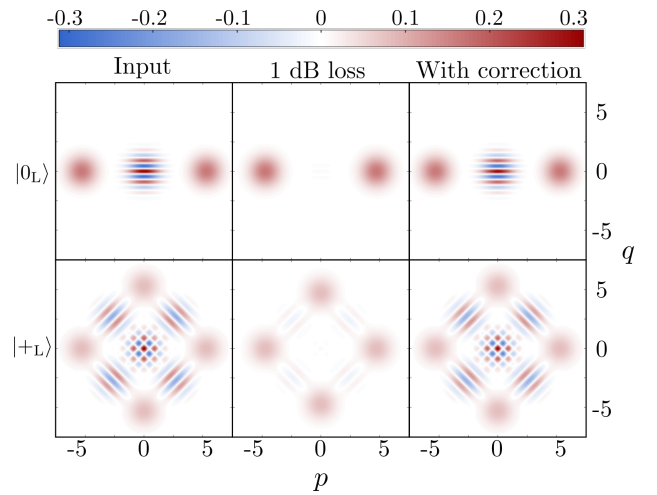 -0.3 -0.2 -0.1 0 0.1 0.2 0.3
Input 1 dB loss With correction
|0L⟩
5
0
-5
q
|+L⟩
5
0
-5
-5 0 5 -5 0 5 -5 0 5
p